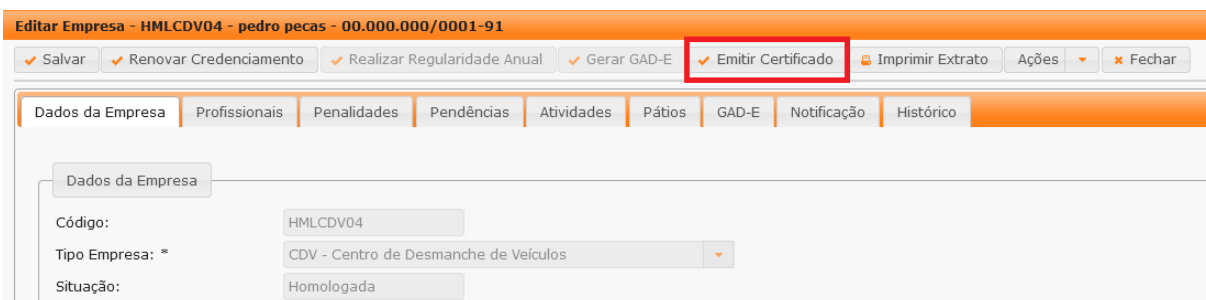 Editar Empresa - HMLCDV04 - pedro pecas - 00.000.000/0001-91
Salvar Renovar Credenciamento Realizar Regularidade Anual Gerar GAD-E Emitir Certificado Imprimir Extrato Ações Fechar
Dados da Empresa Profissionais Penalidades Pendências Atividades Pátios GAD-E Notificação Histórico
Dados da Empresa
Código: HMLCDV04
Tipo Empresa: * CDV - Centro de Desmanche de Veículos
Situação: Homologada